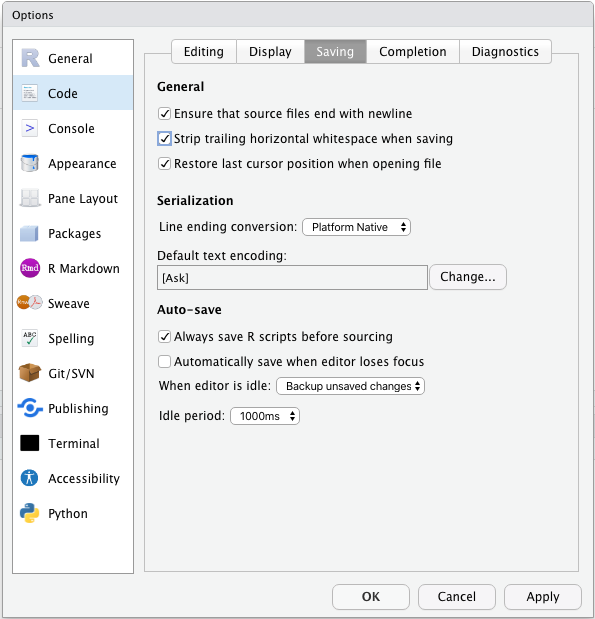 Options
General
Code
Console
Appearance
Pane Layout
Packages
R Markdown
Sweave
Spelling
Git/SVN
Publishing
Terminal
Accessibility
Python
Editing Display Saving Completion Diagnostics
General
Ensure that source files end with newline
Strip trailing horizontal whitespace when saving
Restore last cursor position when opening file
Serialization
Line ending conversion: Platform Native
Default text encoding:
[Ask] Change...
Auto-save
Always save R scripts before sourcing
Automatically save when editor loses focus
When editor is idle: Backup unsaved changes
Idle period: 1000ms
OK Cancel Apply